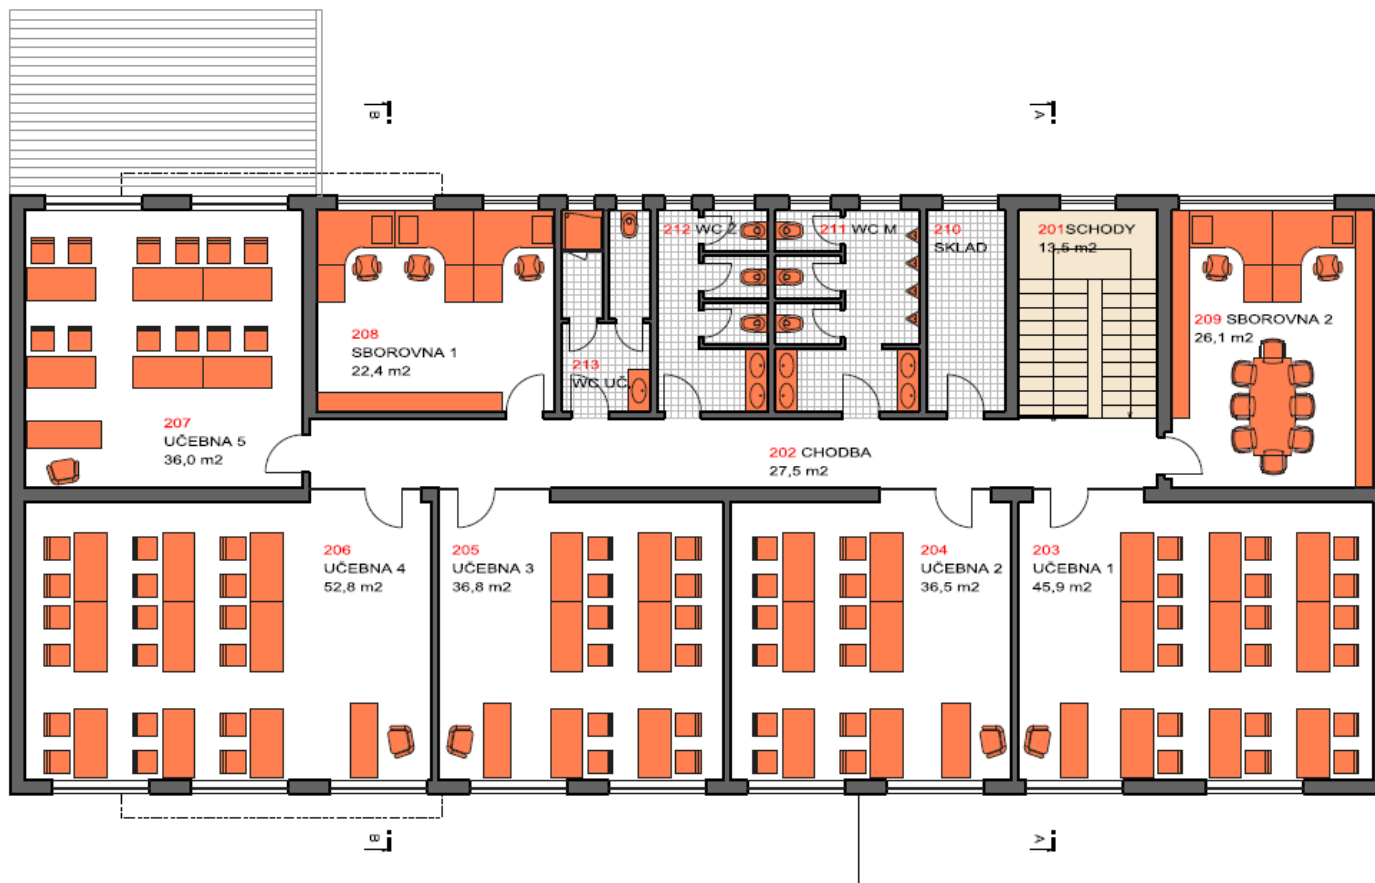 B
A
212 WC Ž
211 WC M
210
SKLAD
201SCHODY
13,5 m2
208
SBOROVNA 1
22,4 m2
209 SBOROVNA 2
26,1 m2
213
WC UČ.
207
UČEBNA 5
36,0 m2
202 CHODBA
27,5 m2
206
UČEBNA 4
52,8 m2
205
UČEBNA 3
36,8 m2
204
UČEBNA 2
36,5 m2
203
UČEBNA 1
45,9 m2
B
A